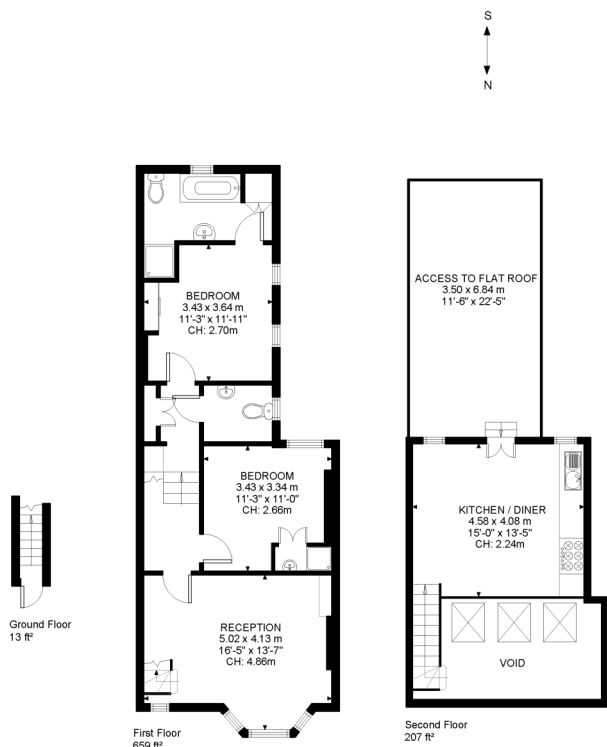 S
N
BEDROOM
3.43 x 3.64 m
11'-3" x 11'-11"
CH: 2.70m
BEDROOM
3.43 x 3.34 m
11'-3" x 11'-0"
CH: 2.66m
RECEPTION
5.02 x 4.13 m
16'-5" x 13'-7"
CH: 4.86m
Ground Floor
13 ft²
First Floor
659 ft²
ACCESS TO FLAT ROOF
3.50 x 6.84 m
11'-6" x 22'-5"
KITCHEN / DINER
4.58 x 4.08 m
15'-0" x 13'-5"
CH: 2.24m
VOID
Second Floor
207 ft²